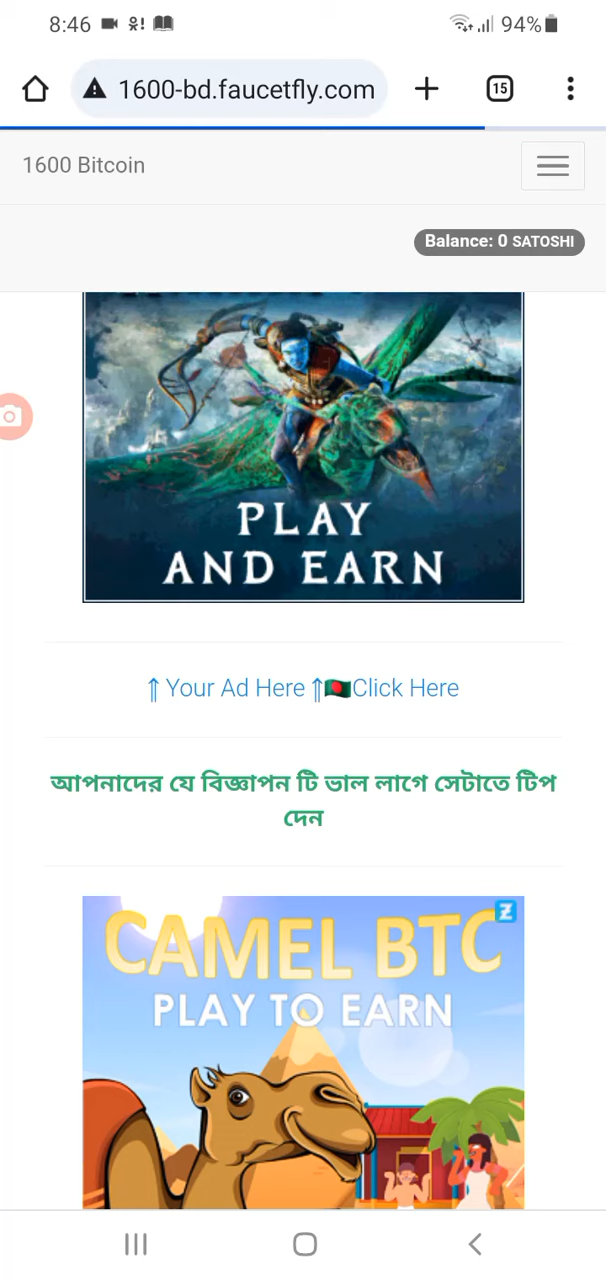 8:46
94%
1600-bd.faucetfly.com
15
1600 Bitcoin
Balance: 0 SATOSHI
PLAY
AND EARN
⇑ Your Ad Here ⇑🇧🇩Click Here
আপনাদের যে বিজ্ঞাপন টি ভাল লাগে সেটাতে টিপ
দেন
CAMEL BTC
PLAY TO EARN